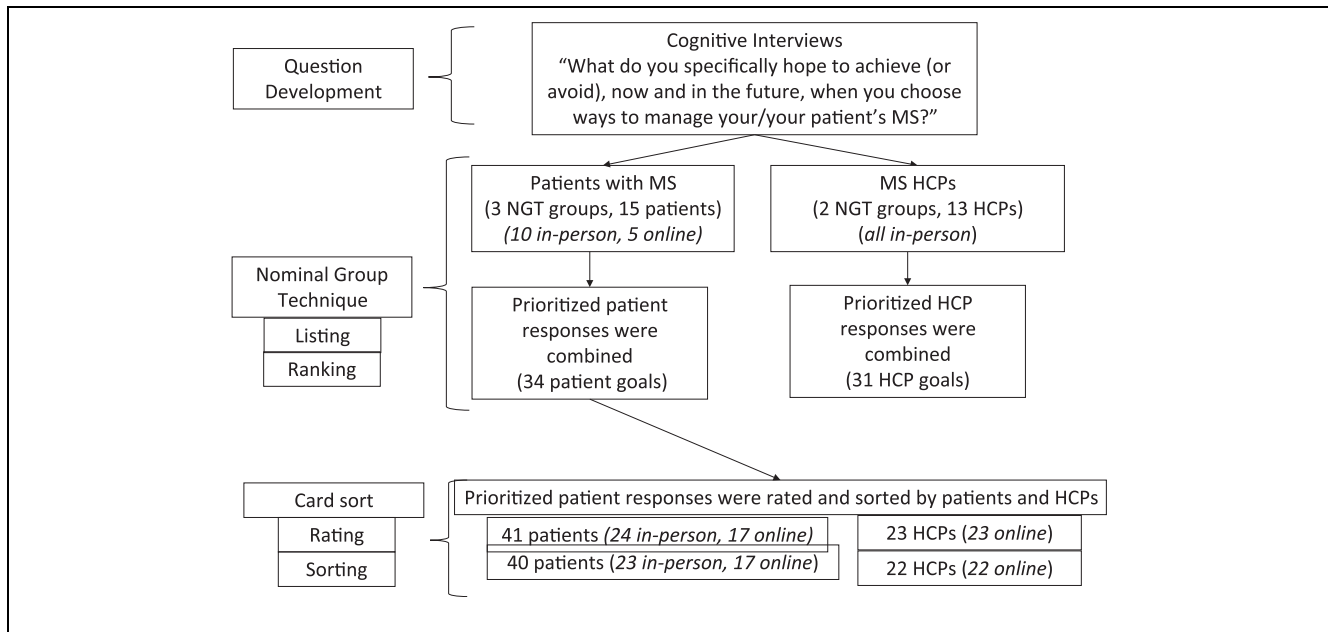 Question
Development
Cognitive Interviews
“What do you specifically hope to achieve (or
avoid), now and in the future, when you choose
ways to manage your/your patient’s MS?”
Patients with MS
(3 NGT groups, 15 patients)
(10 in-person, 5 online)
MS HCPs
(2 NGT groups, 13 HCPs)
(all in-person)
Nominal Group
Technique
Listing
Ranking
Prioritized patient
responses were
combined
(34 patient goals)
Prioritized HCP
responses were
combined
(31 HCP goals)
Card sort
Rating
Sorting
Prioritized patient responses were rated and sorted by patients and HCPs
41 patients (24 in-person, 17 online)
23 HCPs (23 online)
40 patients (23 in-person, 17 online)
22 HCPs (22 online)